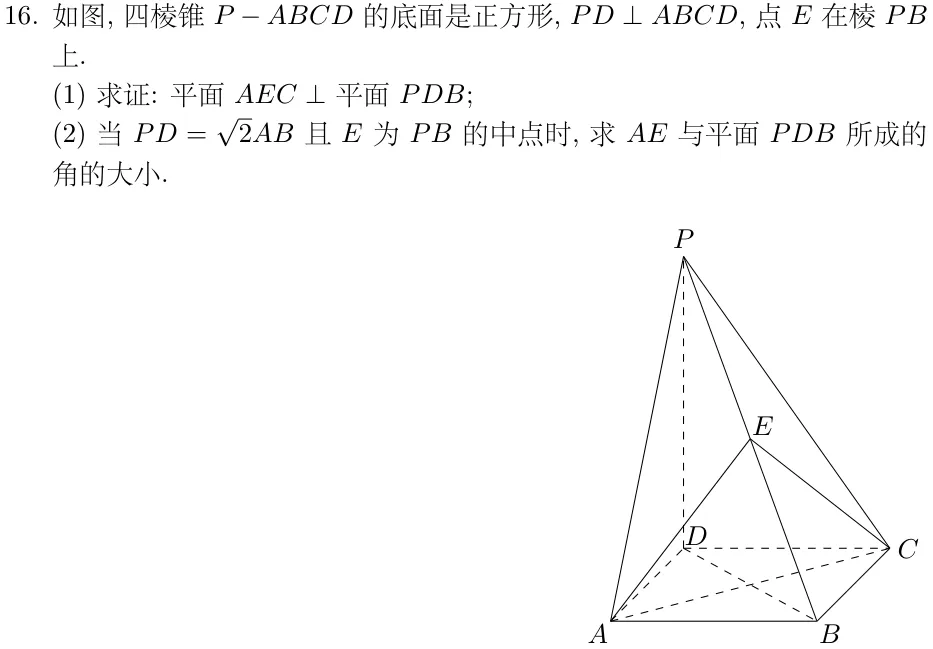 16. 如图, 四棱锥 P − ABCD 的底面是正方形, PD ⊥ ABCD, 点 E 在棱 PB
上.
(1) 求证: 平面 AEC ⊥ 平面 PDB;
(2) 当 PD = √2AB 且 E 为 PB 的中点时, 求 AE 与平面 PDB 所成的
角的大小.
P
E
D
C
A
B